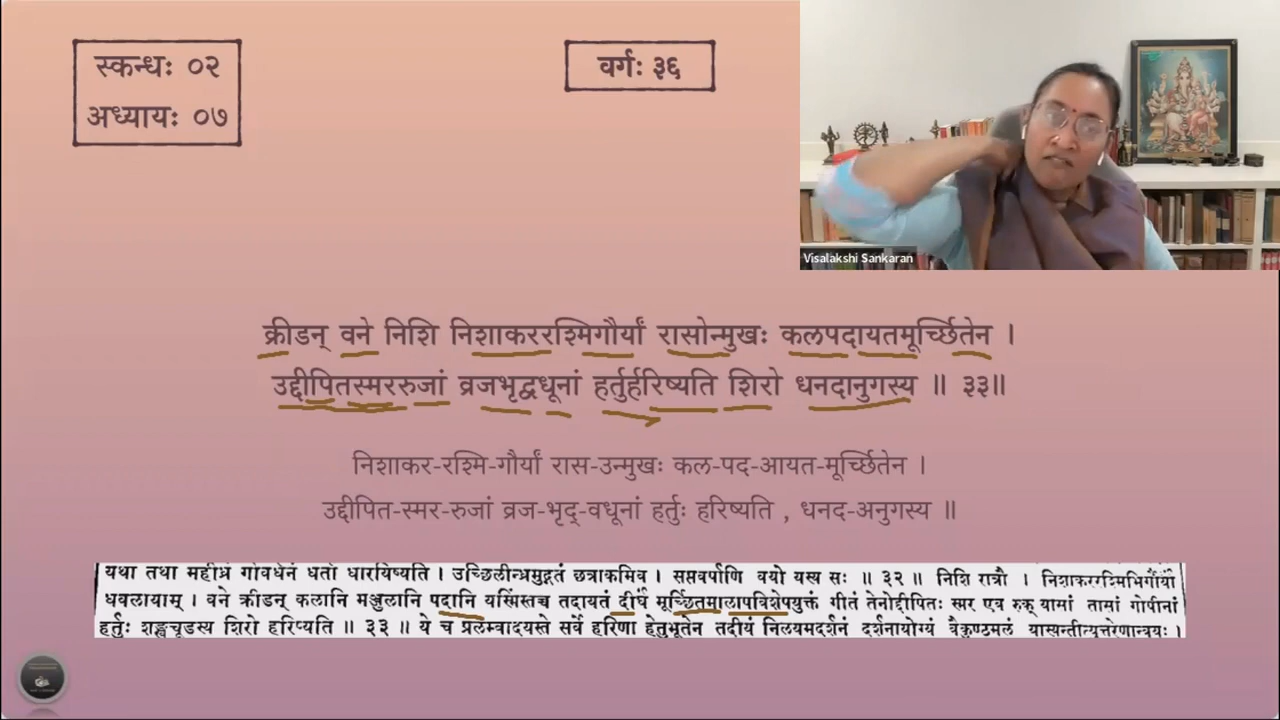 स्कन्धः ०२
अध्यायः ०७
वर्गः ३६
Visalakshi Sankaran
क्रीडन् वने निशि निशाकररश्मिगौर्यां रासोन्मुखः कलपदायतमूर्च्छितेन ।
उद्दीपितस्मररुजां व्रजभृद्वधूनां हर्तुर्हरिष्यति शिरो धनदानुगस्य ॥ ३३॥
निशाकर-रश्मि-गौर्यां रास-उन्मुखः कल-पद-आयत-मूर्च्छितेन ।
उद्दीपित-स्मर-रुजां व्रज-भृद्-वधूनां हर्तुः हरिष्यति , धनद-अनुगस्य ॥
यथा तथा महीध्रं गोवर्धनं धतो धारयिष्यति । उच्छिलीन्ध्रमुद्गतं छत्राकमिव । सप्तवर्षाणि वयो यस्य सः ॥ ३२ ॥ निशि रात्रौ । निशाकररश्मिभिर्गौर्यां
धवलायाम् । वने क्रीडन् कलानि मञ्जुलानि पदानि यस्मिंस्तच्च तदायतं दीर्घं मूर्च्छितमालापविशेषयुक्तं गीतं तेनोद्दीपितः स्मर एव रुक् यासां तासां गोपीनां
हर्तुः शङ्खचूडस्य शिरो हरिष्यति ॥ ३३ ॥ ये च प्रलम्बादयस्ते सर्वे हरिणा हेतुभूतेन तदीयं निलयमदर्शनं दर्शनायोग्यं वैकुण्ठमलं यास्यन्तीत्युत्तरेणान्वयः ।